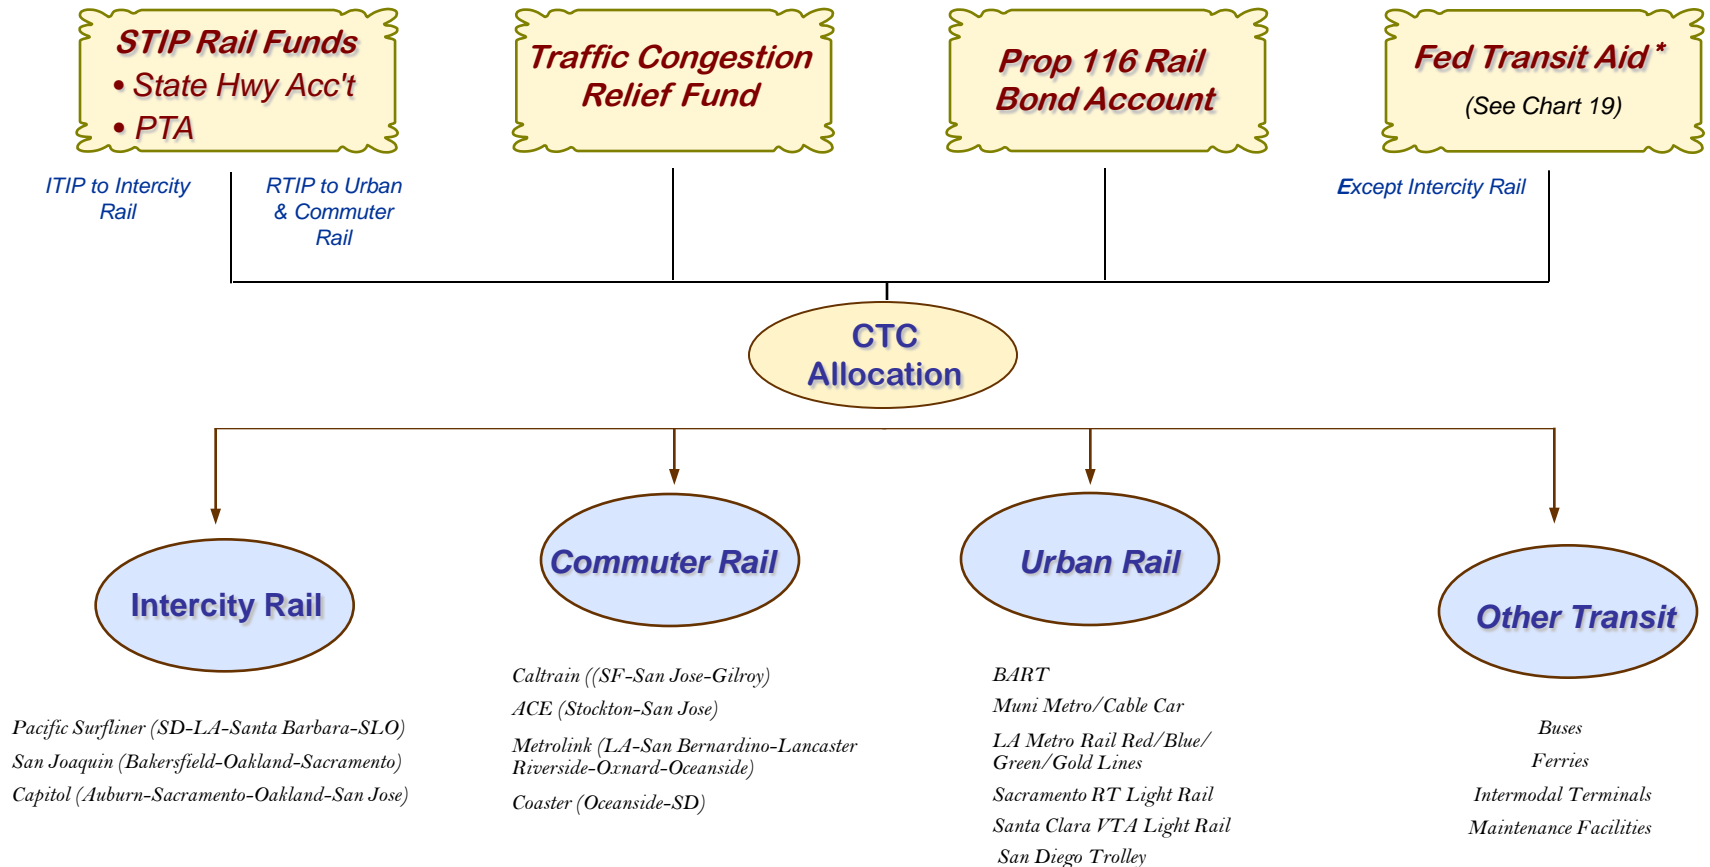 STIP Rail Funds
• State Hwy Acc't
• PTA
Traffic Congestion
Relief Fund
Prop 116 Rail
Bond Account
Fed Transit Aid *
(See Chart 19)
ITIP to Intercity
Rail
RTIP to Urban
& Commuter
Rail
Except Intercity Rail
CTC
Allocation
Intercity Rail
Commuter Rail
Urban Rail
Other Transit
Pacific Surfliner (SD-LA-Santa Barbara-SLO)
San Joaquin (Bakersfield-Oakland-Sacramento)
Capitol (Auburn-Sacramento-Oakland-San Jose)
Caltrain ((SF-San Jose-Gilroy)
ACE (Stockton-San Jose)
Metrolink (LA-San Bernardino-Lancaster
Riverside-Oxnard-Oceanside)
Coaster (Oceanside-SD)
BART
Muni Metro/Cable Car
LA Metro Rail Red/Blue/
Green/Gold Lines
Sacramento RT Light Rail
Santa Clara VTA Light Rail
San Diego Trolley
Buses
Ferries
Intermodal Terminals
Maintenance Facilities